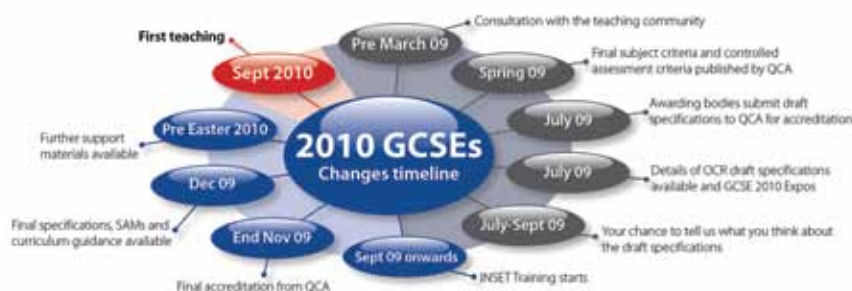 2010 GCSEs
Changes timeline
Pre March 09
Consultation with the teaching community
Spring 09
Final subject criteria and controlled
assessment criteria published by QCA
July 09
Awarding bodies submit draft
specifications to QCA for accreditation
July 09
Details of OCR draft specifications
available and GCSE 2010 Expos
July-Sept 09
Your chance to tell us what you think about
the draft specifications
Sept 09 onwards
INSET Training starts
End Nov 09
Final accreditation from QCA
Dec 09
Final specifications, SAMs and
curriculum guidance available
Pre Easter 2010
Further support
materials available
Sept 2010
First teaching